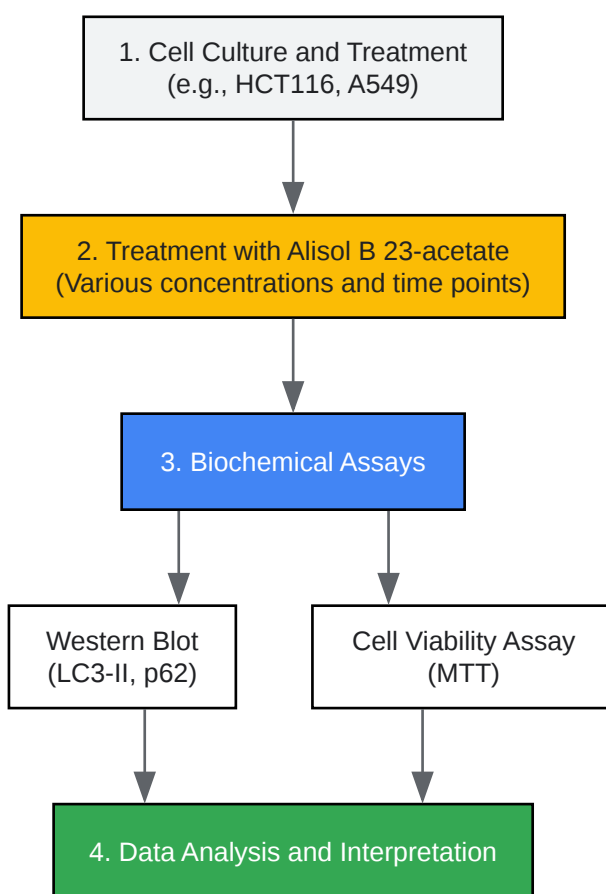 1. Cell Culture and Treatment
(e.g., HCT116, A549)
2. Treatment with Alisol B 23-acetate
(Various concentrations and time points)
3. Biochemical Assays
Western Blot
(LC3-II, p62)
Cell Viability Assay
(MTT)
4. Data Analysis and Interpretation